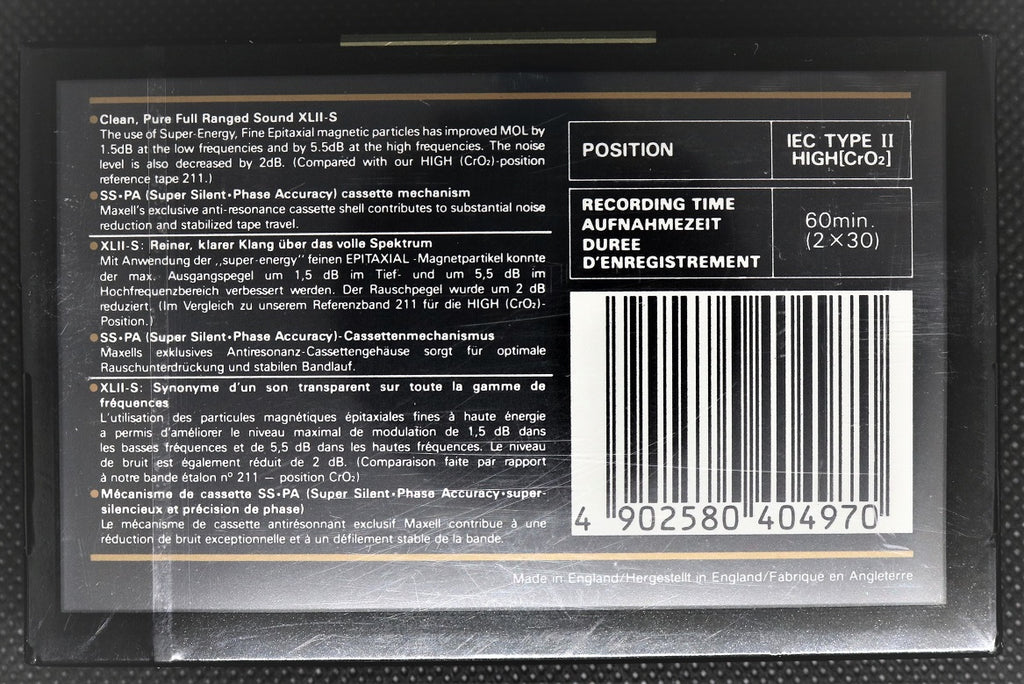 Clean, Pure Full Ranged Sound XLII-S
The use of Super-Energy, Fine Epitaxial magnetic particles has improved MOL by
1.5dB at the low frequencies and by 5.5dB at the high frequencies. The noise
level is also decreased by 2dB. (Compared with our HIGH (CrO₂)-position
reference tape 211.)
SS•PA (Super Silent•Phase Accuracy) cassette mechanism
Maxell's exclusive anti-resonance cassette shell contributes to substantial noise
reduction and stabilized tape travel.
XLII-S: Reiner, klarer Klang über das volle Spektrum
Mit Anwendung der ,,super-energy'' feinen EPITAXIAL -Magnetpartikel konnte
der max. Ausgangspegel um 1,5 dB im Tief- und um 5,5 dB im
Hochfrequenzbereich verbessert werden. Der Rauschpegel wurde um 2 dB
reduziert. (Im Vergleich zu unserem Referenzband 211 für die HIGH (CrO₂)-
Position.)
SS•PA (Super Silent•Phase Accuracy)-Cassettenmechanismus
Maxells exklusives Antiresonanz-Cassettengehäuse sorgt für optimale
Rauschunterdrückung und stabilen Bandlauf.
XLII-S: Synonyme d'un son transparent sur toute la gamme de
fréquences
L'utilisation des particules magnétiques épitaxiales fines à haute énergie
a permis d'améliorer le niveau maximal de modulation de 1,5 dB dans
les basses fréquences et de 5,5 dB dans les hautes fréquences. Le niveau
de bruit est également réduit de 2 dB. (Comparaison faite par rapport
à notre bande étalon nº 211 — position CrO₂)
Mécanisme de cassette SS•PA (Super Silent•Phase Accuracy•super-
silencieux et précision de phase)
Le mécanisme de cassette antirésonnant exclusif Maxell contribue à une
réduction de bruit exceptionnelle et à un défilement stable de la bande.
POSITION
IEC TYPE II
HIGH[CrO₂]
RECORDING TIME
AUFNAHMEZEIT
DUREE
D'ENREGISTREMENT
60min.
(2×30)
4 902580 404970
Made in England/Hergestellt in England/Fabrique en Angleterre